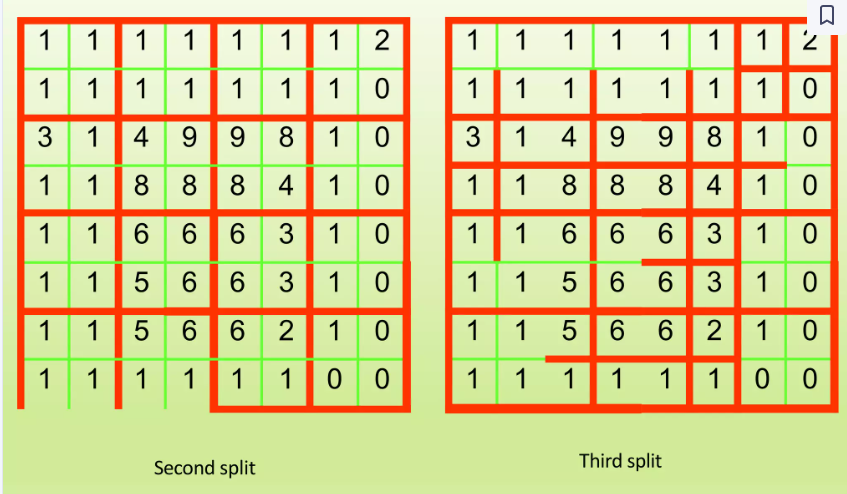 1 1 1 1 1 1 1 2
1 1 1 1 1 1 1 0
3 1 4 9 9 8 1 0
1 1 8 8 8 4 1 0
1 1 6 6 6 3 1 0
1 1 5 6 6 3 1 0
1 1 5 6 6 2 1 0
1 1 1 1 1 1 0 0
Second split
1 1 1 1 1 1 1 2
1 1 1 1 1 1 1 0
3 1 4 9 9 8 1 0
1 1 8 8 8 4 1 0
1 1 6 6 6 3 1 0
1 1 5 6 6 3 1 0
1 1 5 6 6 2 1 0
1 1 1 1 1 1 0 0
Third split